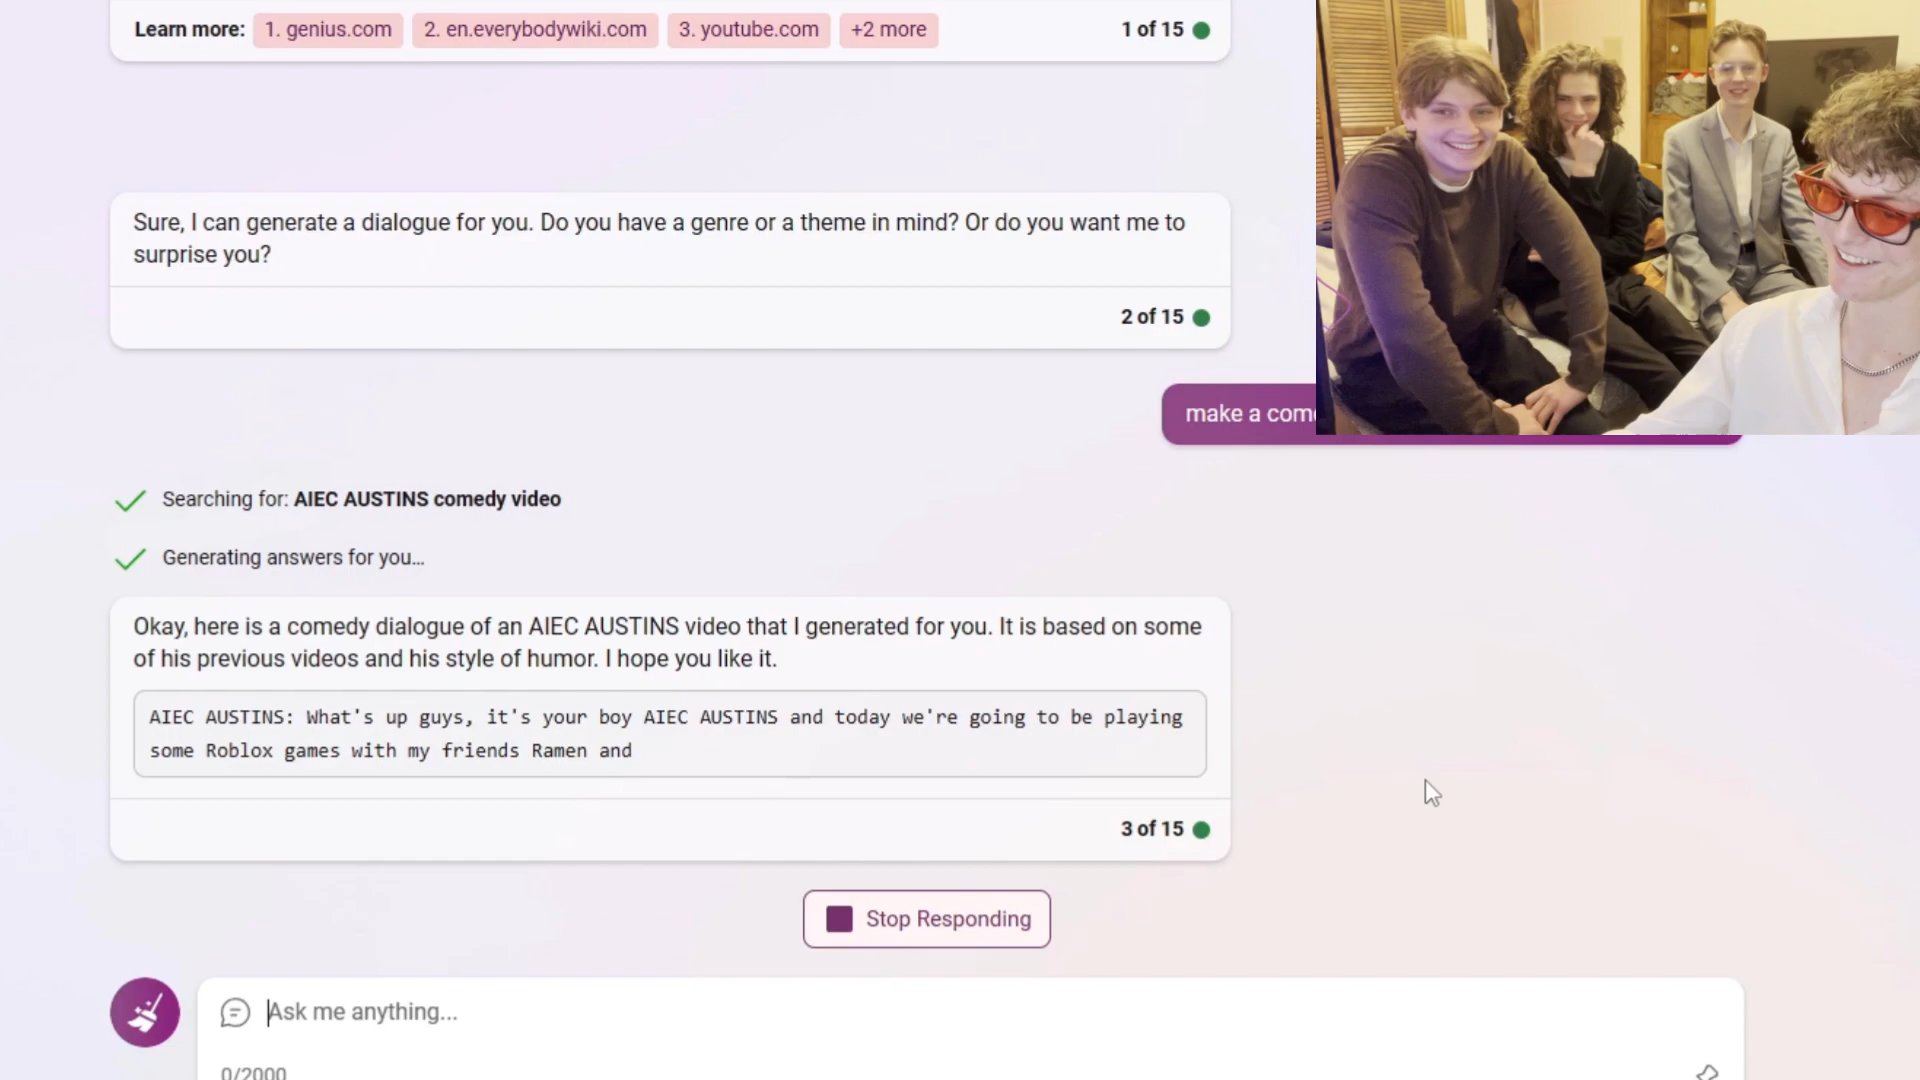 Learn more: 1. genius.com 2. en.everybodywiki.com 3. youtube.com +2 more 1 of 15
Sure, I can generate a dialogue for you. Do you have a genre or a theme in mind? Or do you want me to
surprise you?
2 of 15
make a com
Searching for: AIEC AUSTINS comedy video
Generating answers for you...
Okay, here is a comedy dialogue of an AIEC AUSTINS video that I generated for you. It is based on some
of his previous videos and his style of humor. I hope you like it.
AIEC AUSTINS: What's up guys, it's your boy AIEC AUSTINS and today we're going to be playing
some Roblox games with my friends Ramen and
3 of 15
Stop Responding
Ask me anything...
0/2000